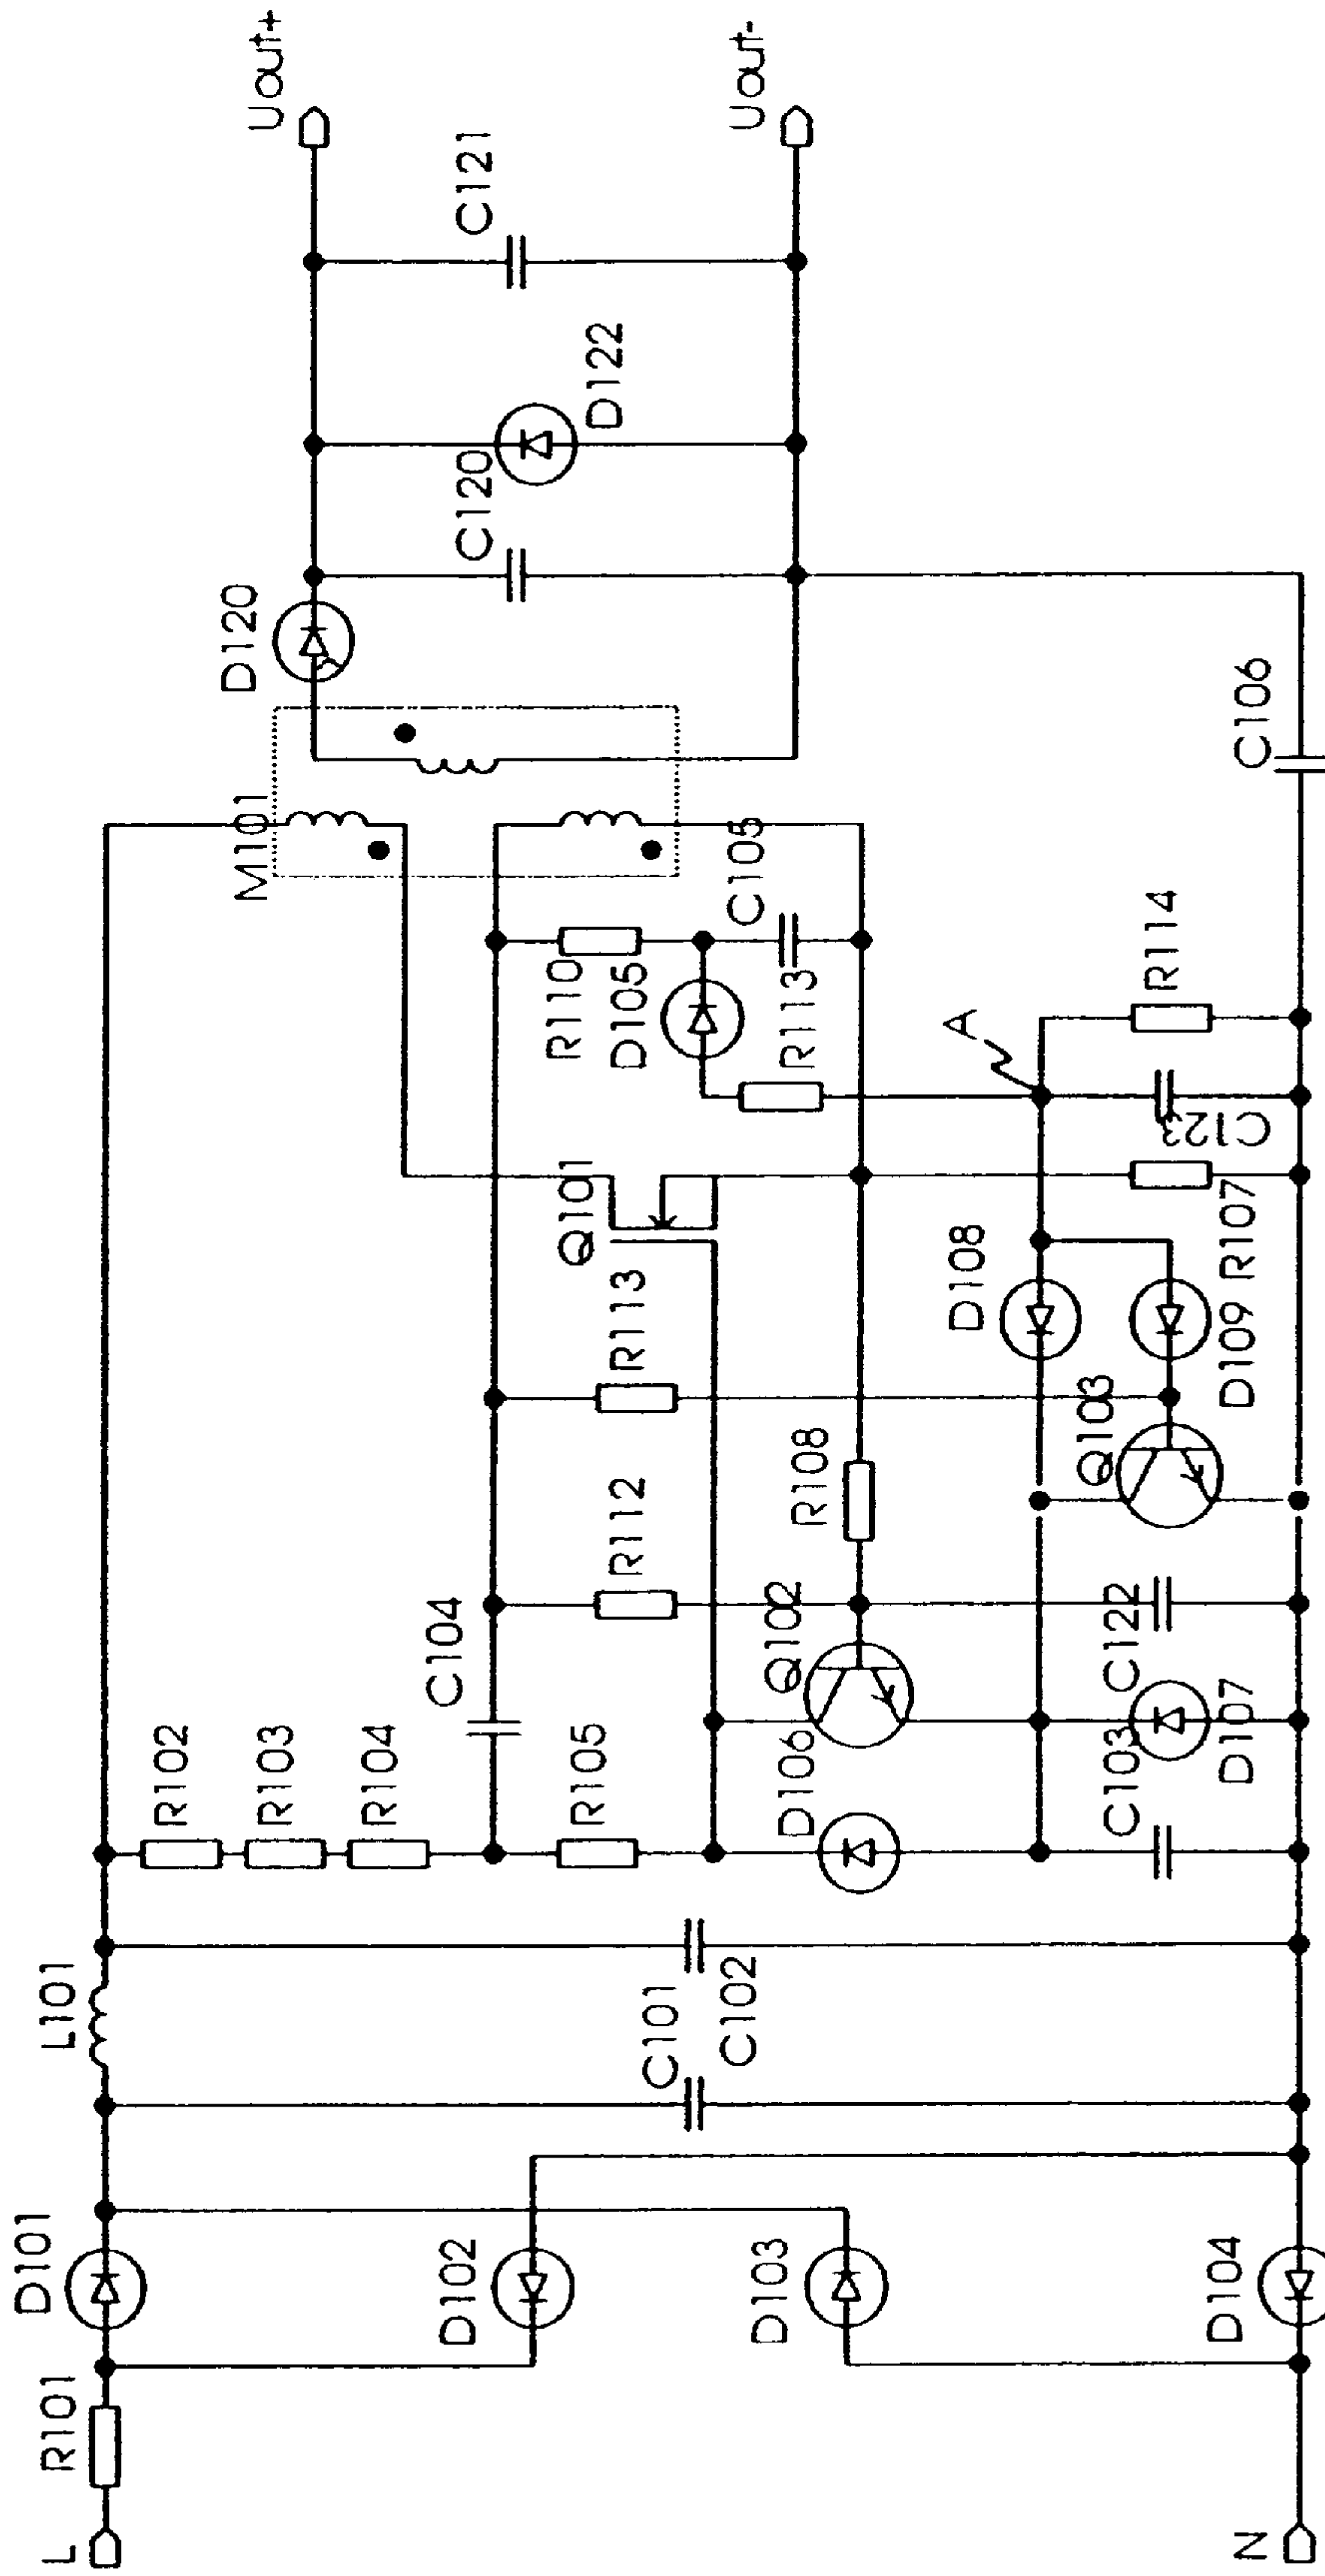 L
R101
D101
D102
D103
D104
N
L101
C101
C102
R102
R103
R104
C104
R105
D106
C103
D107
Q102
C122
R112
R108
Q103
R113
D109
D108
R107
Q101
C123
A
R114
R113
D105
R110
C105
M101
C106
D120
C120
D122
C121
Uout+
Uout-